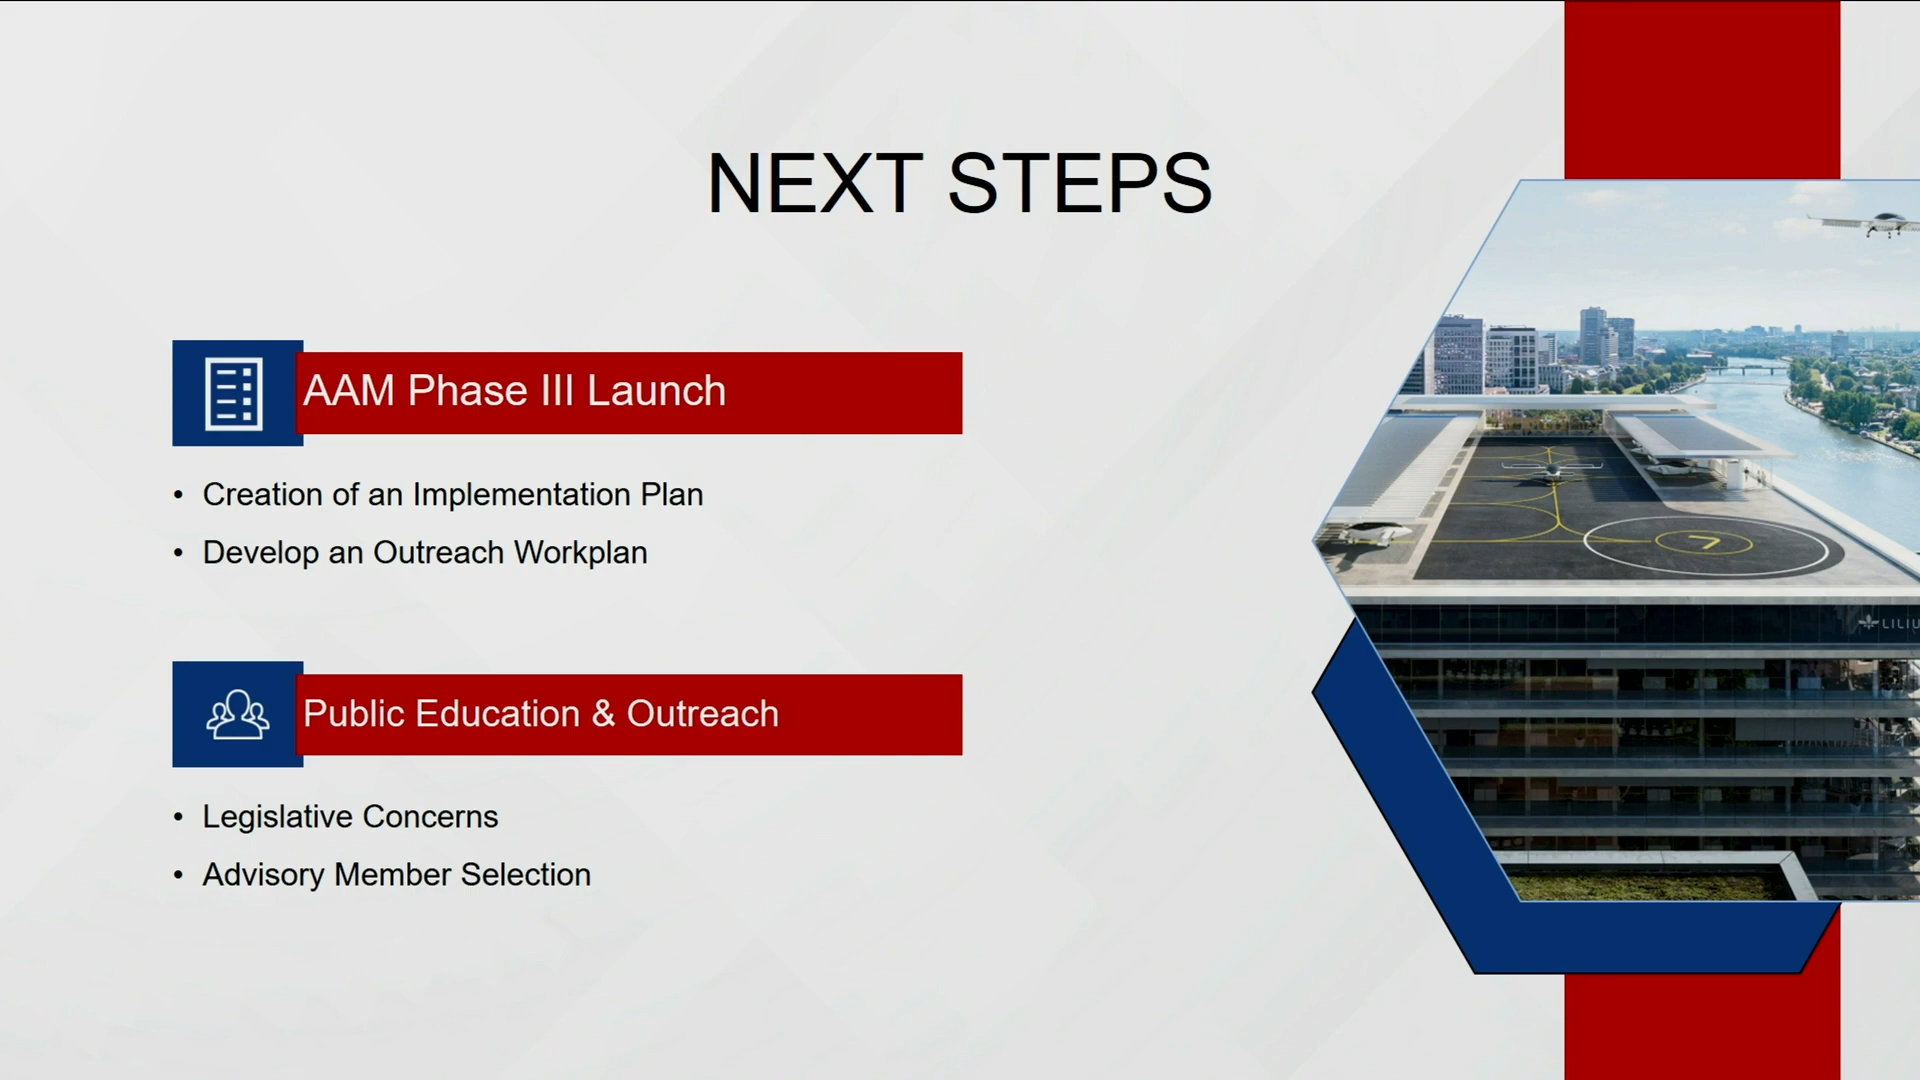 NEXT STEPS
AAM Phase III Launch
• Creation of an Implementation Plan
• Develop an Outreach Workplan
Public Education & Outreach
• Legislative Concerns
• Advisory Member Selection